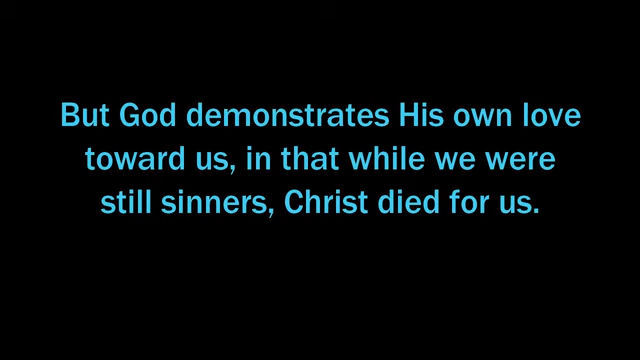 But God demonstrates His own love
toward us, in that while we were
still sinners, Christ died for us.